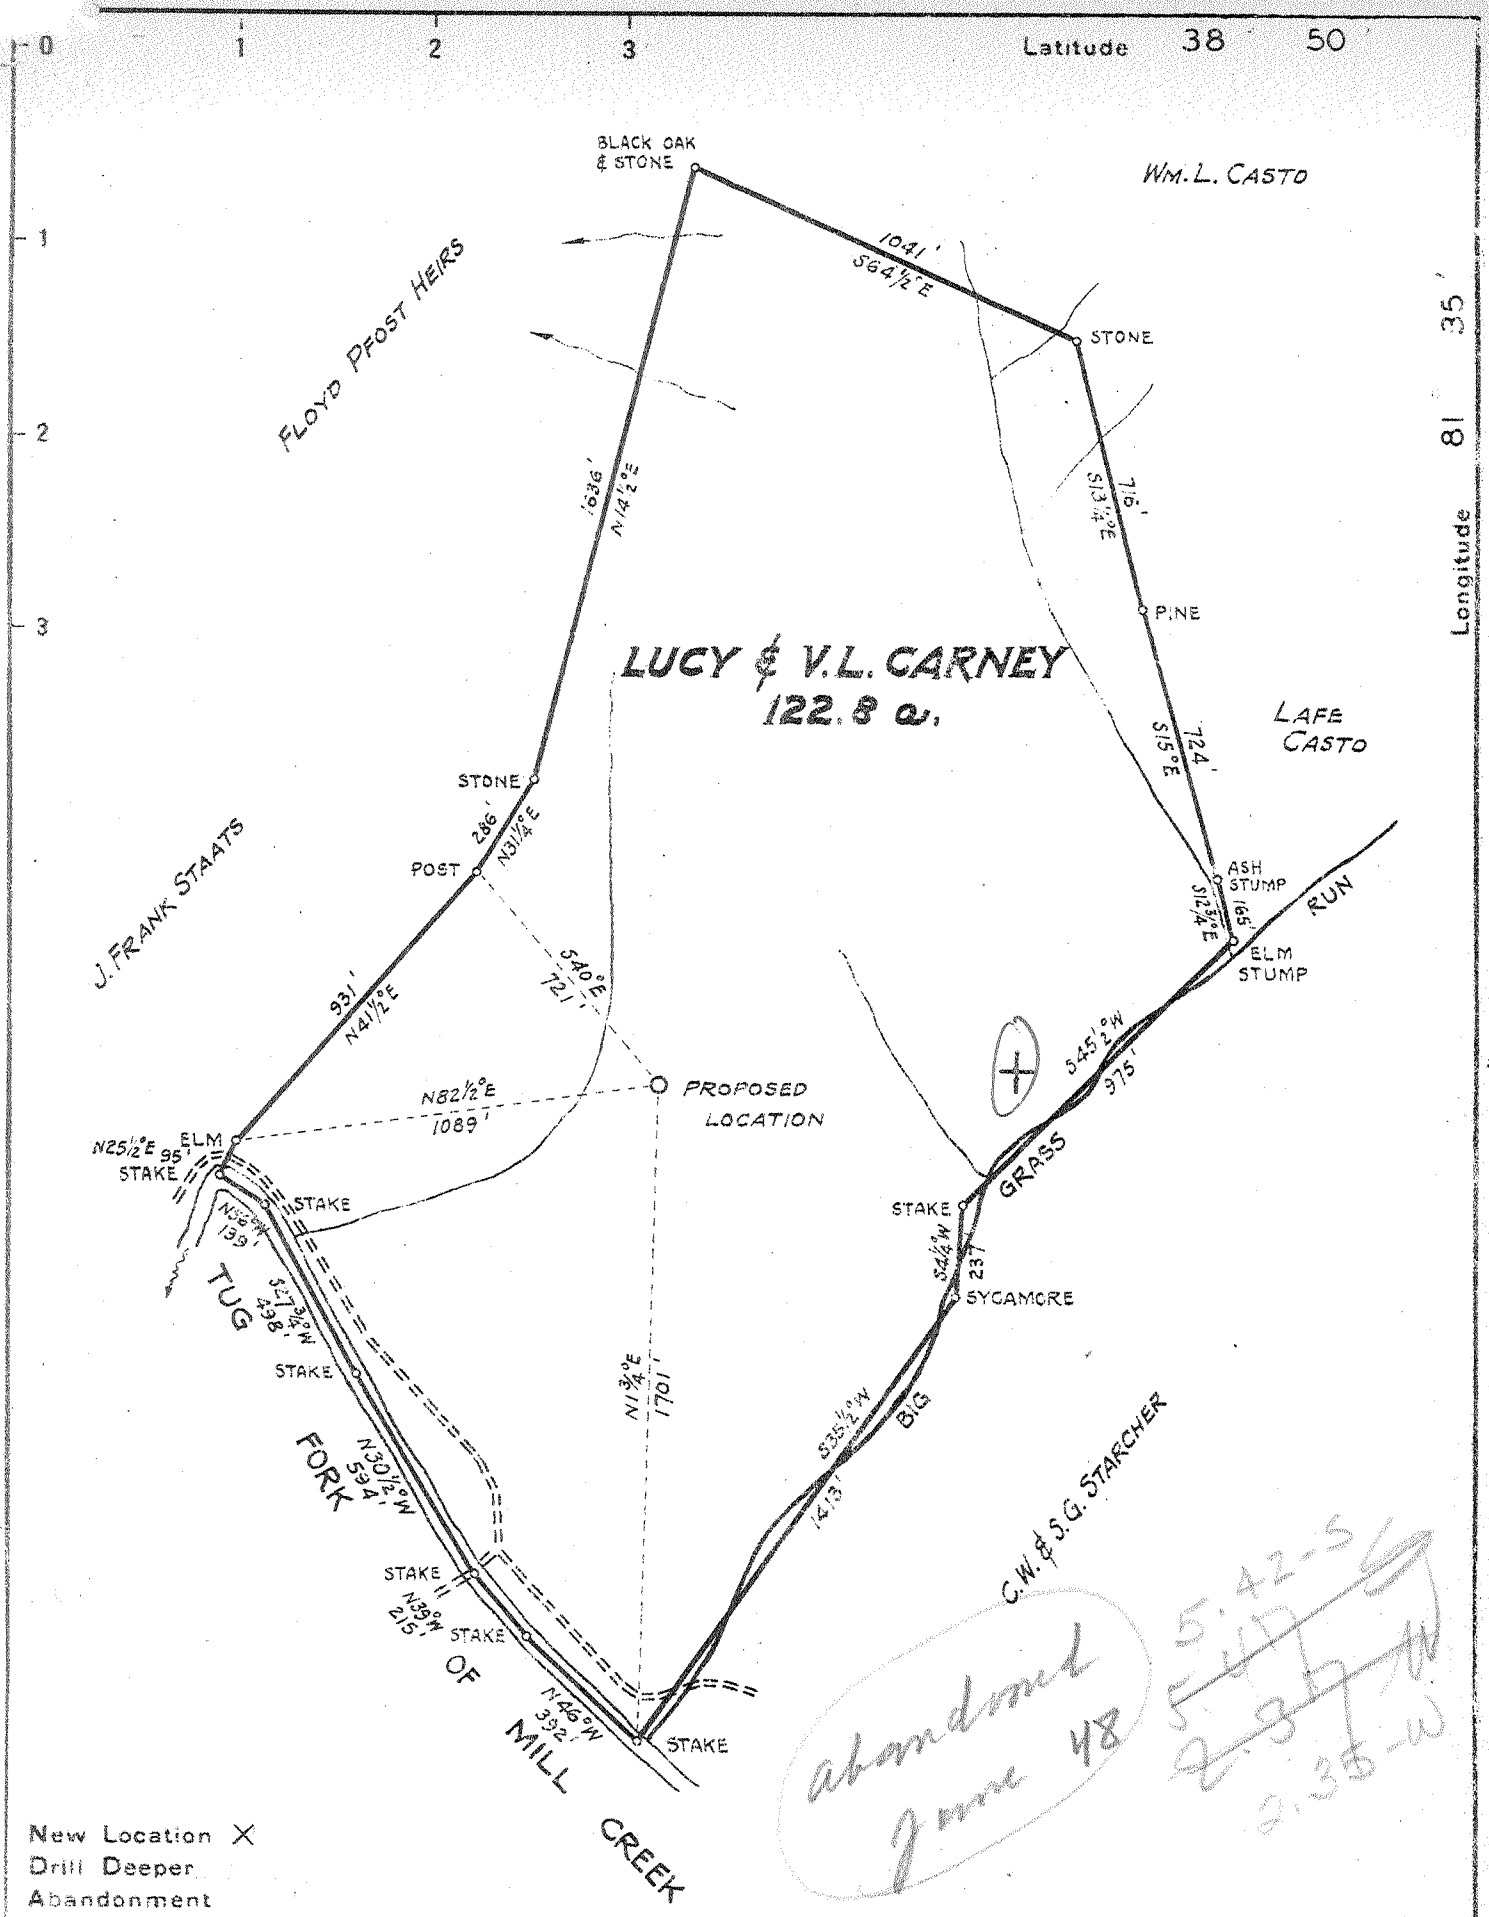 0 1 2 3 Latitude 38 50
BLACK OAK
& STONE
WM. L. CASTO
1
1041'
S64½°E
FLOYD PFOST HEIRS
35'
STONE
2
81
1636'
N14½°E
716'
S13¼°E
Longitude
PINE
3
LUCY & V.L. CARNEY
122.8 a.
LAFE
CASTO
724'
S15°E
STONE
286'
N31¼°E
POST
J. FRANK STAATS
ASH
STUMP
165'
S12¾°E
RUN
ELM
STUMP
931'
N41½°E
S40°E
721'
S45½°W
975'
N82½°E
1089'
PROPOSED
LOCATION
N25½°E 95'
ELM
STAKE
STAKE
GRASS
STAKE
N56°W
139'
S4¼°W
237
TUG
S27¾°W
498'
SYCAMORE
STAKE
N1¾°E
1701'
BIG
S35½°W
1413'
FORK
N30½°W
594'
C.W. & S.G. STARCHER
STAKE
N39°W
215'
STAKE
OF
N46°W
392'
STAKE
MILL
CREEK
abandoned
June 48
5.42-S
2.35-W
New Location X
Drill Deeper
Abandonment